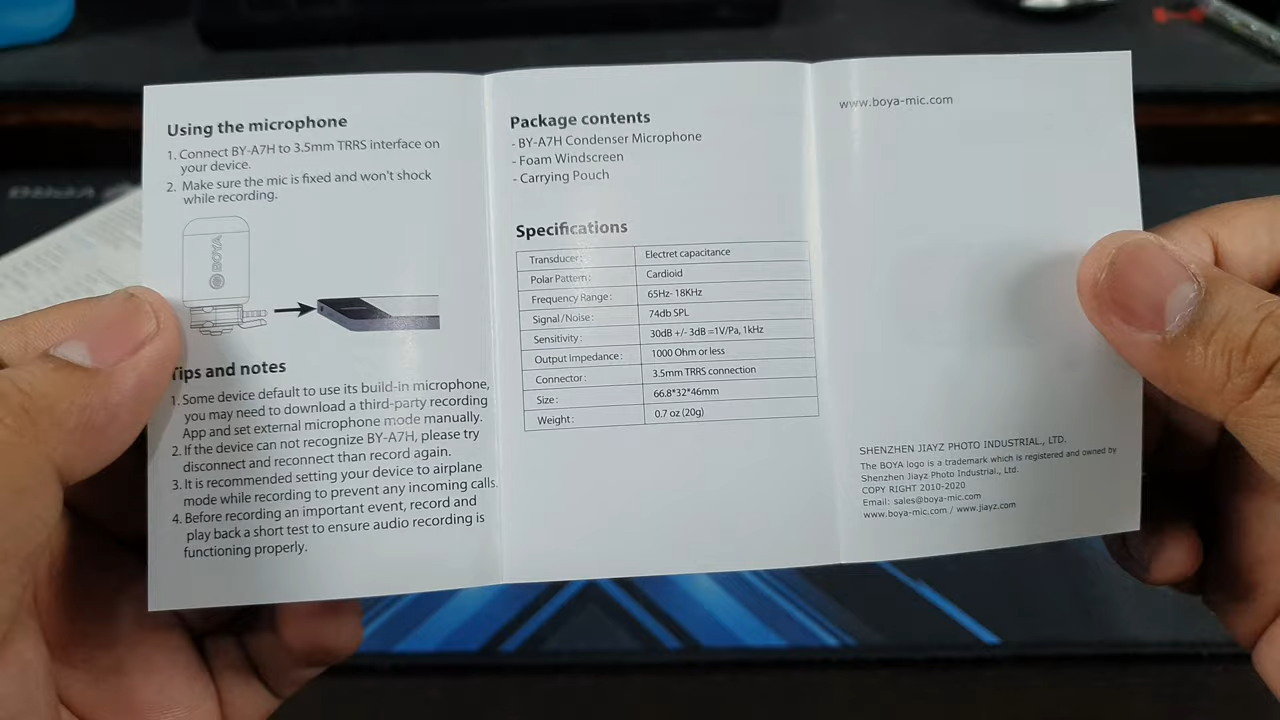 Using the microphone
1. Connect BY-A7H to 3.5mm TRRS interface on
your device.
2. Make sure the mic is fixed and won't shock
while recording.
BOYA
Tips and notes
1. Some device default to use its build-in microphone,
you may need to download a third-party recording
App and set external microphone mode manually.
2. If the device can not recognize BY-A7H, please try
disconnect and reconnect than record again.
3. It is recommended setting your device to airplane
mode while recording to prevent any incoming calls.
4. Before recording an important event, record and
play back a short test to ensure audio recording is
functioning properly.
Package contents
- BY-A7H Condenser Microphone
- Foam Windscreen
- Carrying Pouch
Specifications
Transducer: Electret capacitance
Polar Pattern: Cardioid
Frequency Range: 65Hz- 18KHz
Signal/Noise: 74db SPL
Sensitivity: 30dB +/- 3dB =1V/Pa, 1kHz
Output Impedance: 1000 Ohm or less
Connector: 3.5mm TRRS connection
Size: 66.8*32*46mm
Weight: 0.7 oz (20g)
www.boya-mic.com
SHENZHEN JIAYZ PHOTO INDUSTRIAL., LTD.
The BOYA logo is a trademark which is registered and owned by
Shenzhen Jiayz Photo Industrial., Ltd.
COPY RIGHT 2010-2020
Email: sales@boya-mic.com
www.boya-mic.com / www.jiayz.com